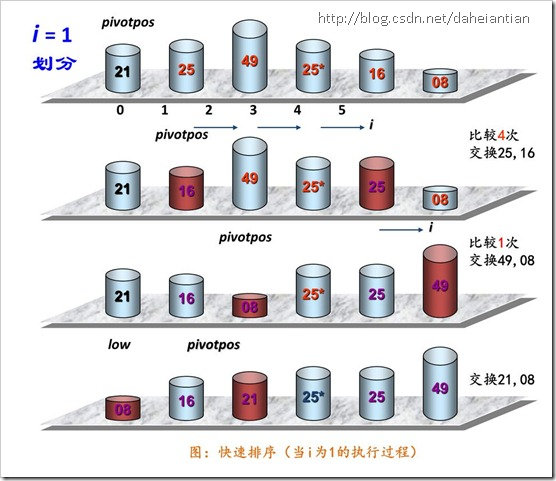 http://blog.csdn.net/daheiantian
i = 1
划分
pivotpos
21 25 49 25* 16 08
0 1 2 3 4 5
pivotpos i
21 16 49 25* 25 08
比较4次
交换25,16
i
pivotpos
21 16 08 25* 25 49
比较1次
交换49,08
low pivotpos
08 16 21 25* 25 49
交换21,08
图：快速排序（当i为1的执行过程）